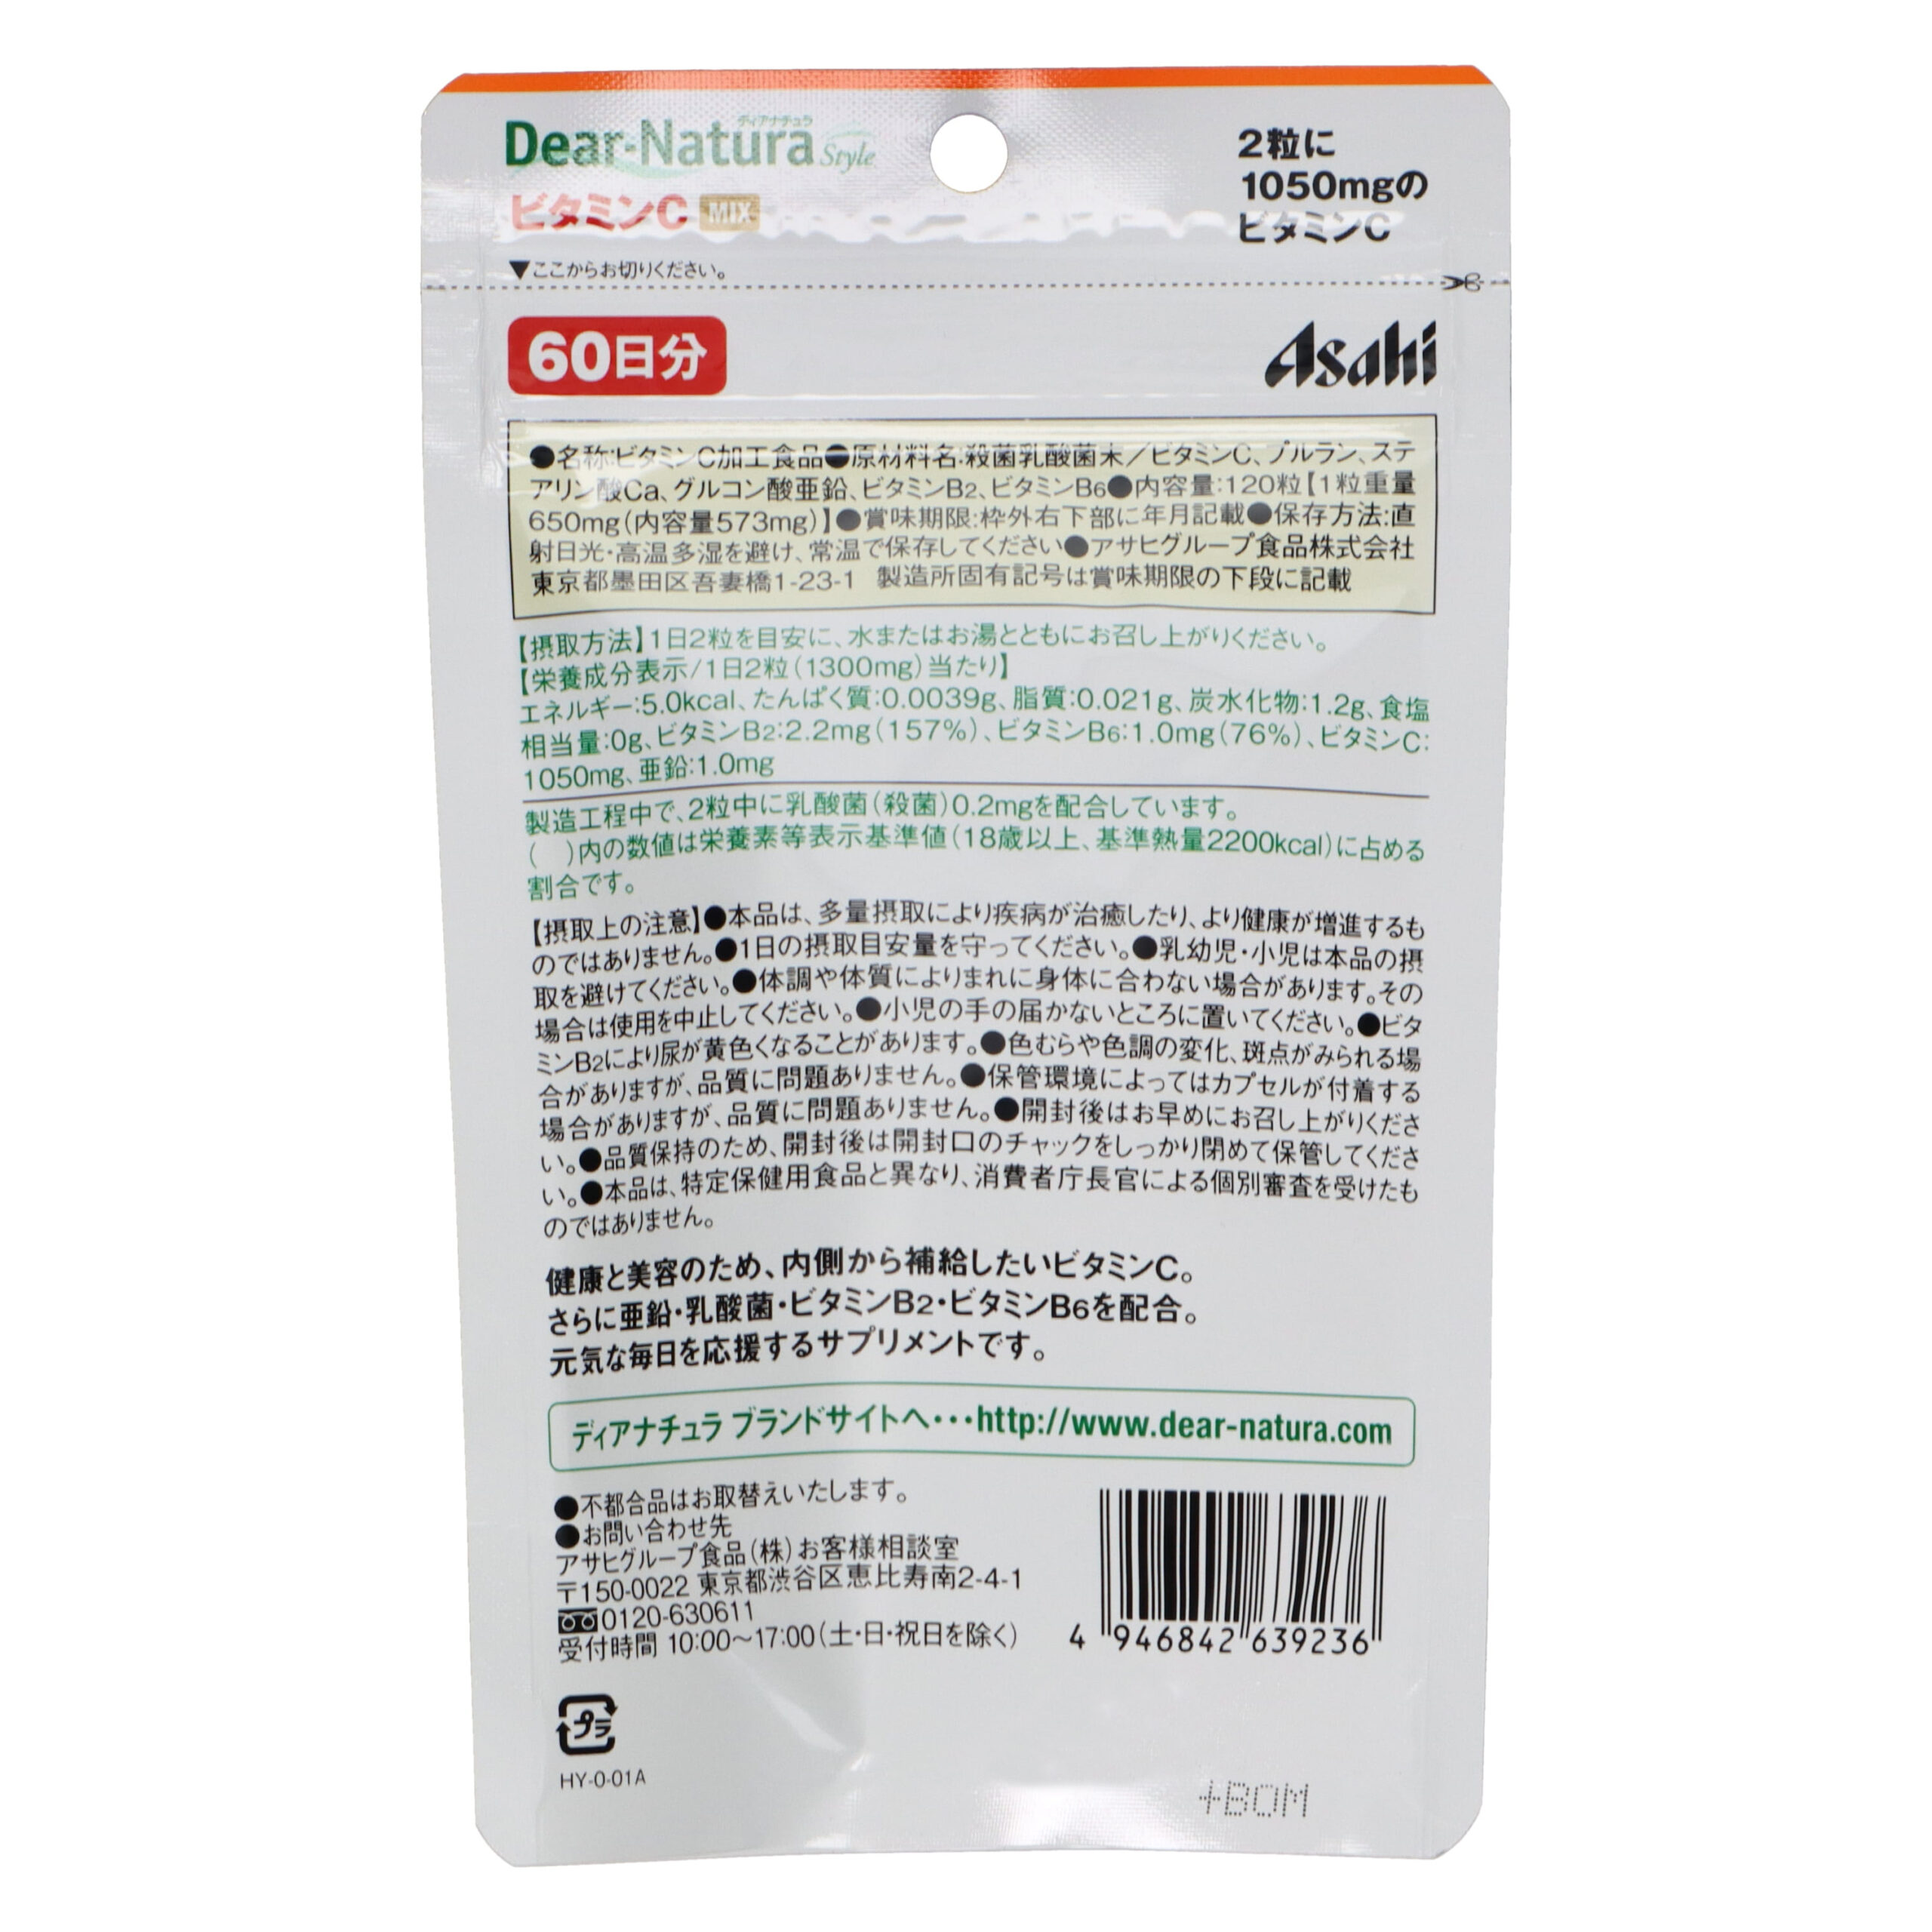 ディアナチュラ
Dear-Natura Style
ビタミンC MIX
2粒に
1050mgの
ビタミンC
▼ここからお切りください。
60日分
Asahi
●名称:ビタミンC加工食品●原材料名:殺菌乳酸菌末/ビタミンC、プルラン、ステ
アリン酸Ca、グルコン酸亜鉛、ビタミンB2、ビタミンB6●内容量:120粒【1粒重量
650mg(内容量573mg)】●賞味期限:枠外右下部に年月記載●保存方法:直
射日光・高温多湿を避け、常温で保存してください●アサヒグループ食品株式会社
東京都墨田区吾妻橋1-23-1 製造所固有記号は賞味期限の下段に記載
【摂取方法】1日2粒を目安に、水またはお湯とともにお召し上がりください。
【栄養成分表示/1日2粒(1300mg)当たり】
エネルギー:5.0kcal、たんぱく質:0.0039g、脂質:0.021g、炭水化物:1.2g、食塩
相当量:0g、ビタミンB2:2.2mg(157%)、ビタミンB6:1.0mg(76%)、ビタミンC:
1050mg、亜鉛:1.0mg
製造工程中で、2粒中に乳酸菌(殺菌)0.2mgを配合しています。
( )内の数値は栄養素等表示基準値(18歳以上、基準熱量2200kcal)に占める
割合です。
【摂取上の注意】●本品は、多量摂取により疾病が治癒したり、より健康が増進するも
のではありません。●1日の摂取目安量を守ってください。●乳幼児・小児は本品の摂
取を避けてください。●体調や体質によりまれに身体に合わない場合があります。その
場合は使用を中止してください。●小児の手の届かないところに置いてください。●ビタ
ミンB2により尿が黄色くなることがあります。●色むらや色調の変化、斑点がみられる場
合がありますが、品質に問題ありません。●保管環境によってはカプセルが付着する
場合がありますが、品質に問題ありません。●開封後はお早めにお召し上がりくださ
い。●品質保持のため、開封後は開封口のチャックをしっかり閉めて保管してくださ
い。●本品は、特定保健用食品と異なり、消費者庁長官による個別審査を受けたも
のではありません。
健康と美容のため、内側から補給したいビタミンC。
さらに亜鉛・乳酸菌・ビタミンB2・ビタミンB6を配合。
元気な毎日を応援するサプリメントです。
ディアナチュラ ブランドサイトへ・・・http://www.dear-natura.com
●不都合品はお取替えいたします。
●お問い合わせ先
アサヒグループ食品(株)お客様相談室
〒150-0022 東京都渋谷区恵比寿南2-4-1
0120-630611
受付時間 10:00~17:00(土・日・祝日を除く)
4 946842 639236
プラ
HY-0-01A
+BOM